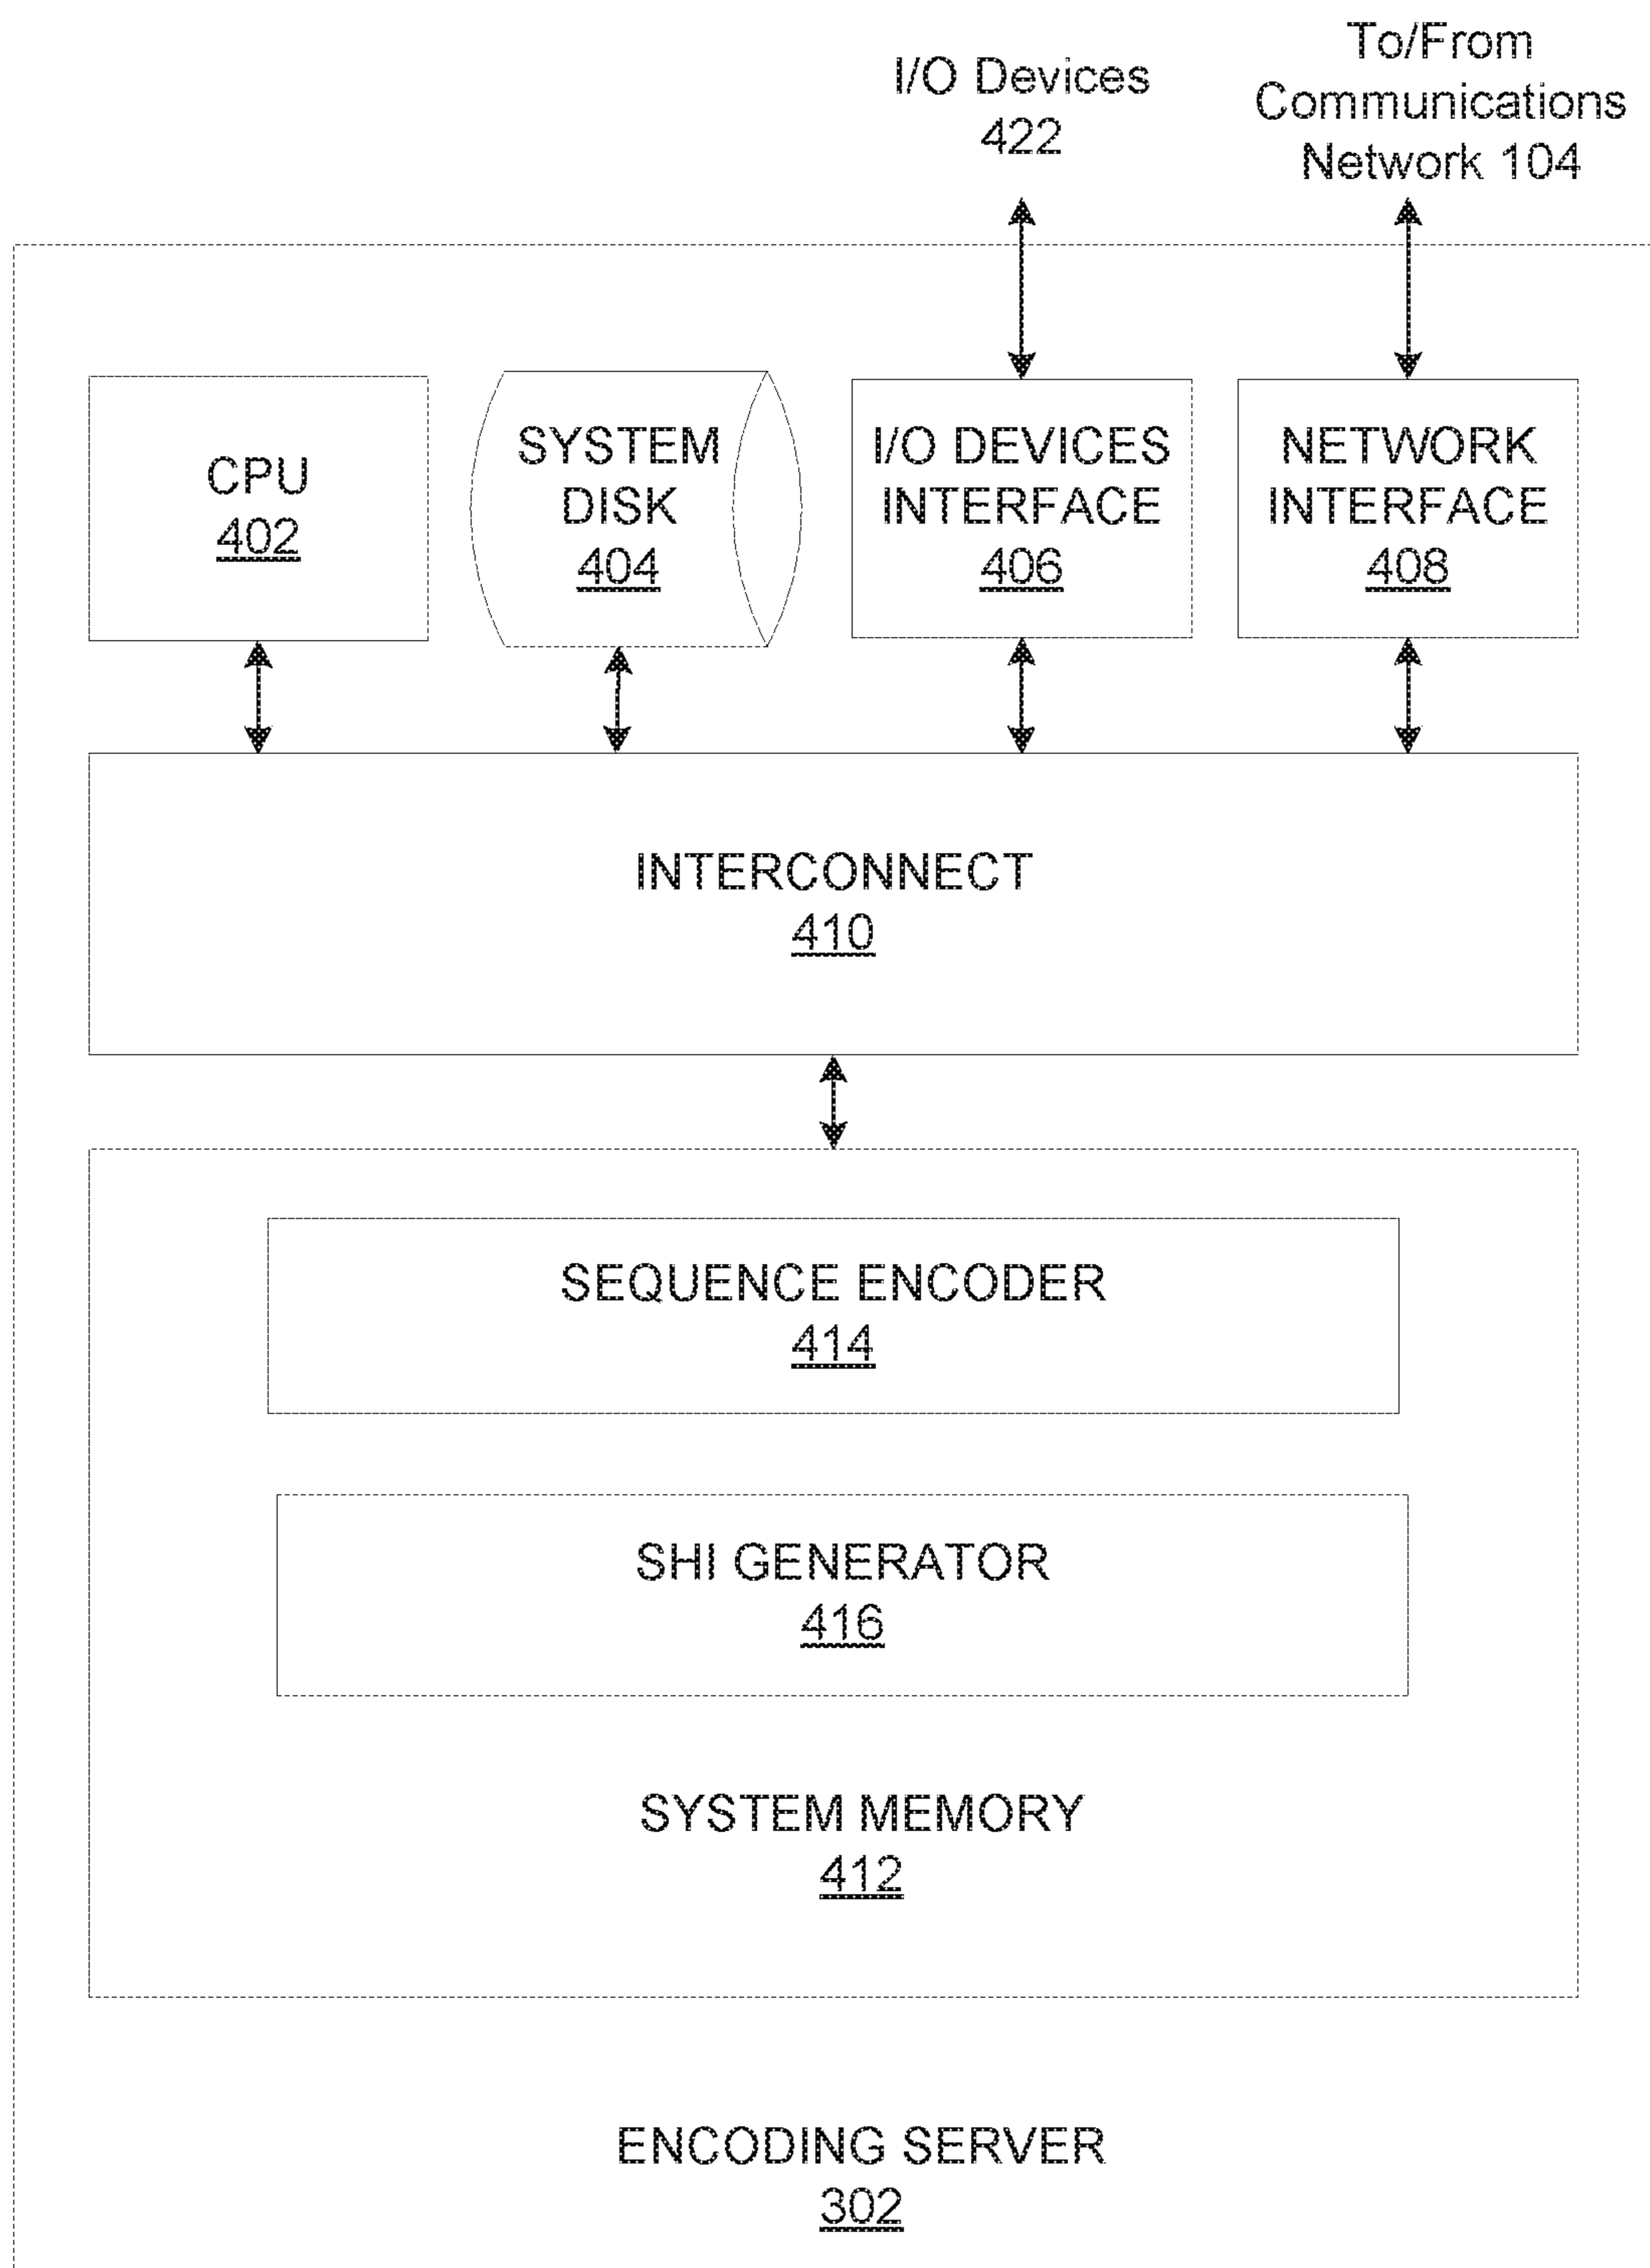 I/O Devices
422
To/From
Communications
Network 104
CPU
402
SYSTEM
DISK
404
I/O DEVICES
INTERFACE
406
NETWORK
INTERFACE
408
INTERCONNECT
410
SEQUENCE ENCODER
414
SHI GENERATOR
416
SYSTEM MEMORY
412
ENCODING SERVER
302